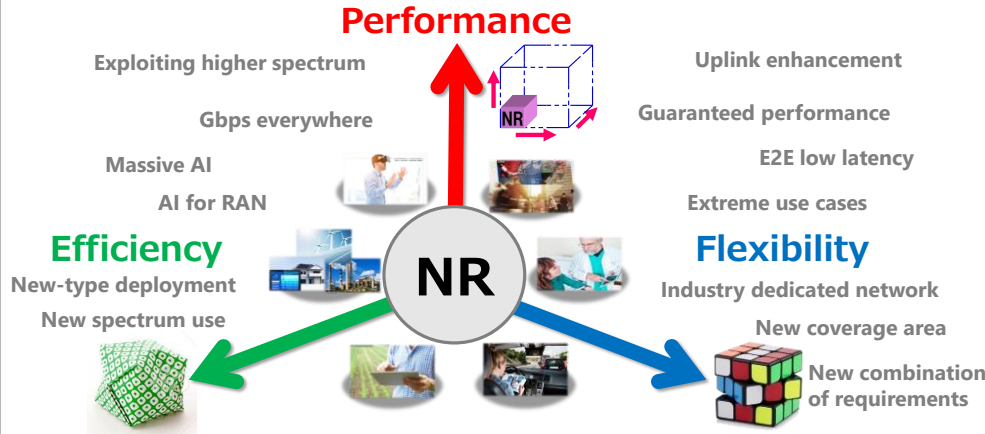 Performance
Exploiting higher spectrum
Uplink enhancement
NR
Gbps everywhere
Guaranteed performance
Massive AI
E2E low latency
AI for RAN
Extreme use cases
Efficiency
Flexibility
NR
New-type deployment
Industry dedicated network
New spectrum use
New coverage area
New combination
of requirements